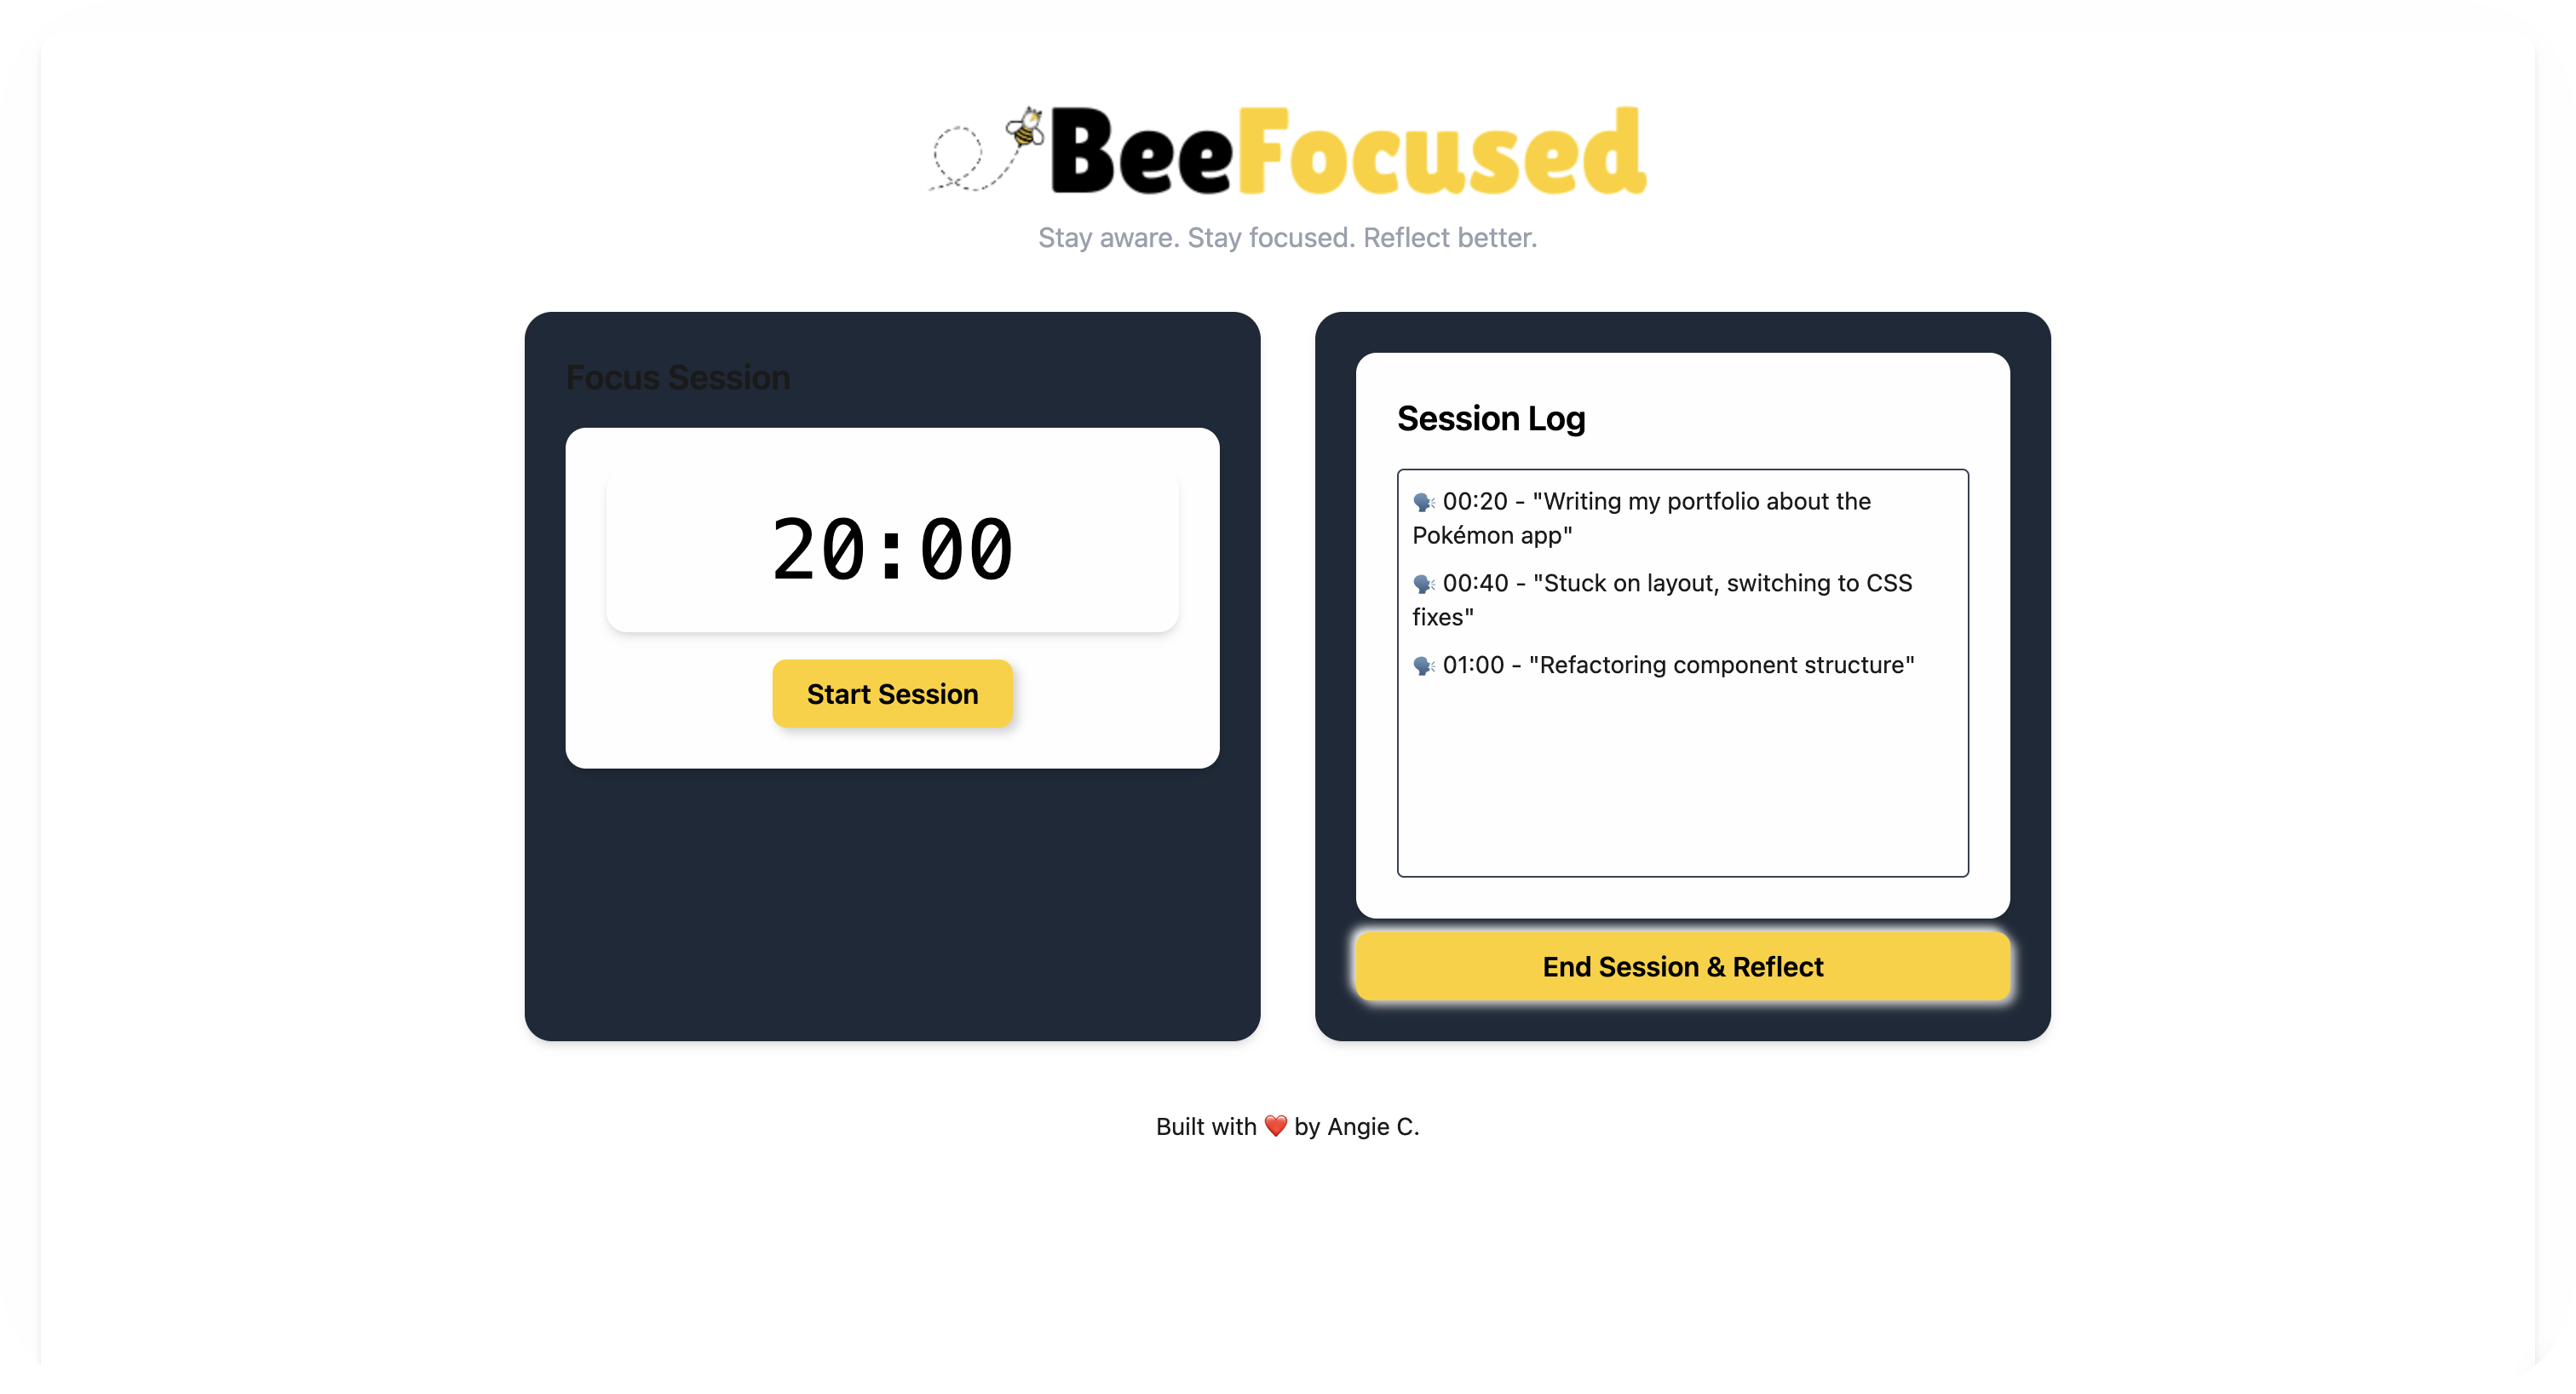 BeeFocused
Stay aware. Stay focused. Reflect better.
Focus Session
20:00
Start Session
Session Log
🗣️ 00:20 - "Writing my portfolio about the
Pokémon app"
🗣️ 00:40 - "Stuck on layout, switching to CSS
fixes"
🗣️ 01:00 - "Refactoring component structure"
End Session & Reflect
Built with ❤️ by Angie C.